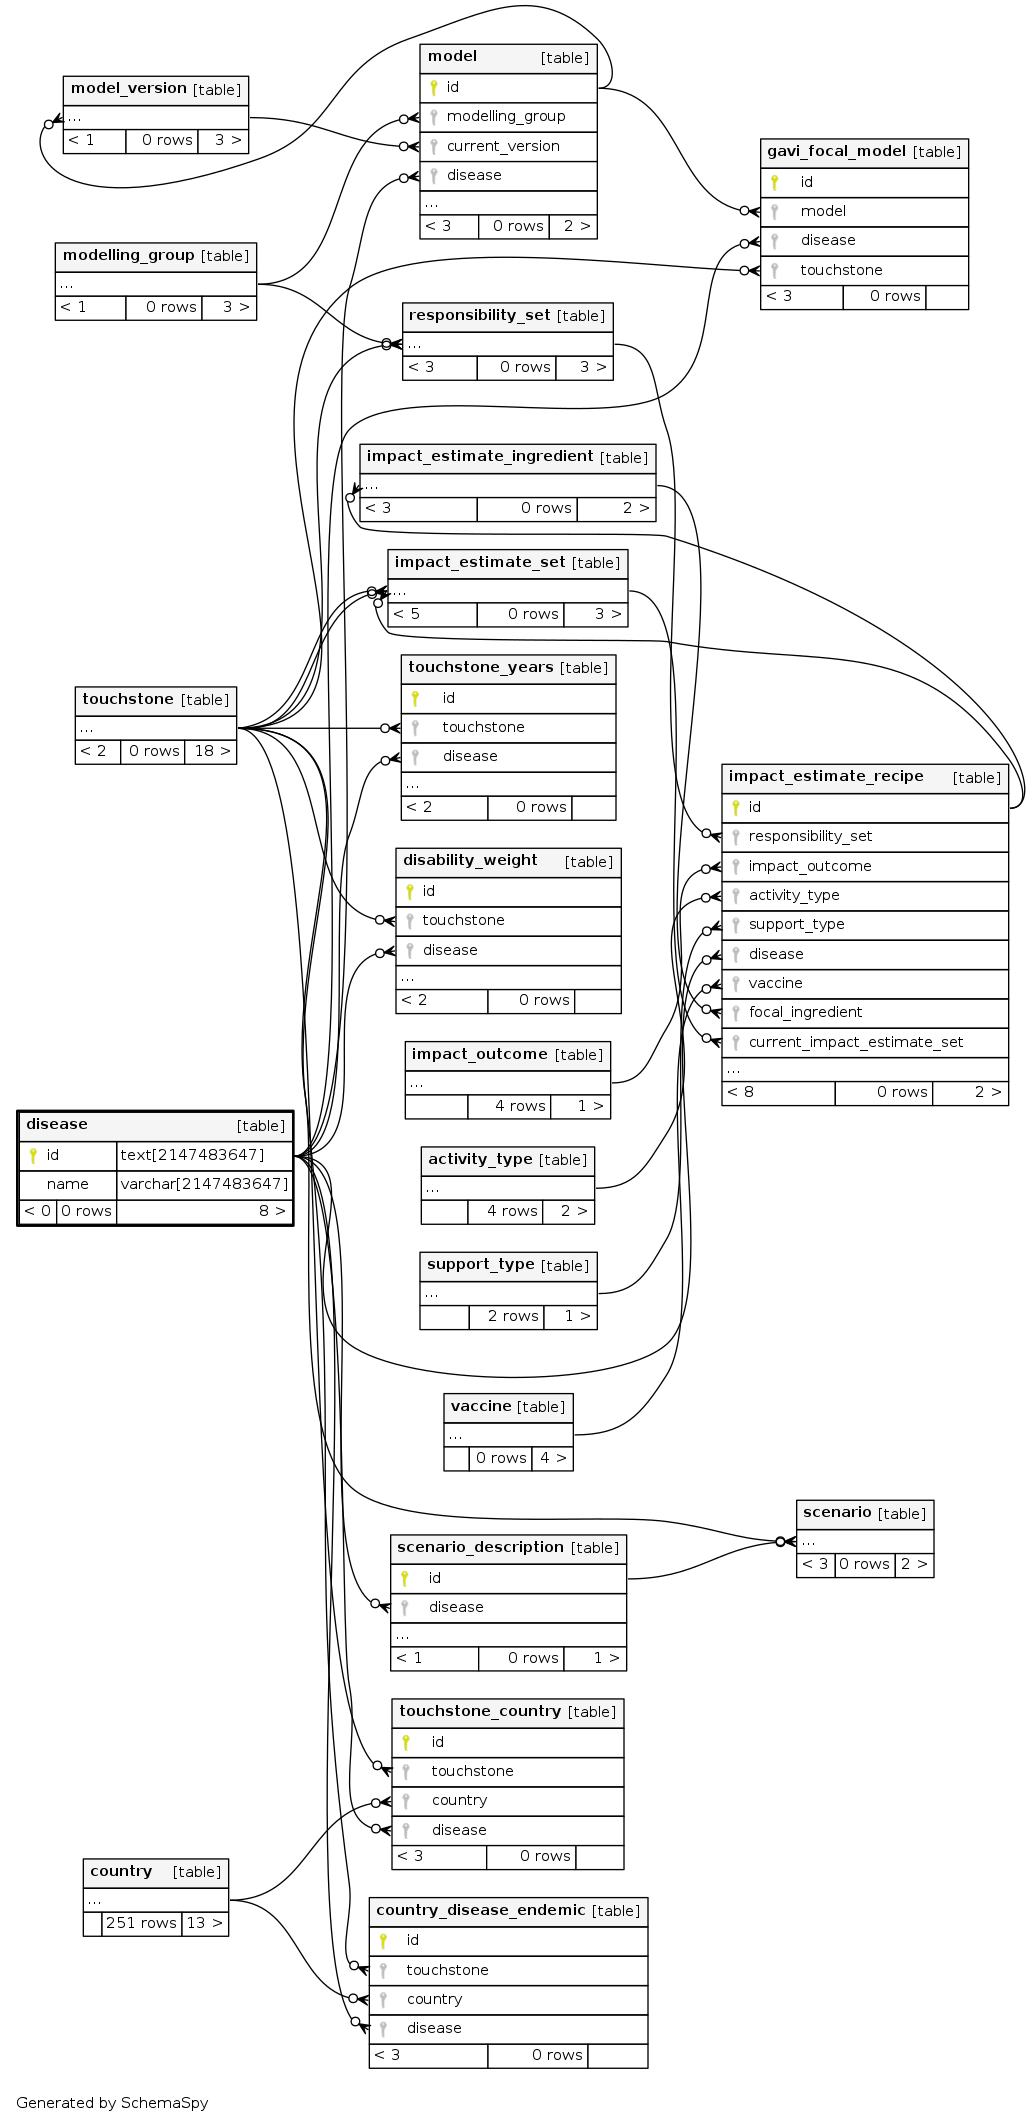 model [table]
id
modelling_group
current_version
disease
...
< 3 0 rows 2 >
model_version [table]
...
< 1 0 rows 3 >
gavi_focal_model [table]
id
model
disease
touchstone
< 3 0 rows
modelling_group [table]
...
< 1 0 rows 3 >
responsibility_set [table]
...
< 3 0 rows 3 >
impact_estimate_ingredient [table]
...
< 3 0 rows 2 >
impact_estimate_set [table]
...
< 5 0 rows 3 >
touchstone_years [table]
id
touchstone
disease
...
< 2 0 rows
touchstone [table]
...
< 2 0 rows 18 >
impact_estimate_recipe [table]
id
responsibility_set
impact_outcome
activity_type
support_type
disease
vaccine
focal_ingredient
current_impact_estimate_set
...
< 8 0 rows 2 >
disability_weight [table]
id
touchstone
disease
...
< 2 0 rows
impact_outcome [table]
...
4 rows 1 >
disease [table]
id text[2147483647]
name varchar[2147483647]
< 0 0 rows 8 >
activity_type [table]
...
4 rows 2 >
support_type [table]
...
2 rows 1 >
vaccine [table]
...
0 rows 4 >
scenario [table]
...
< 3 0 rows 2 >
scenario_description [table]
id
disease
...
< 1 0 rows 1 >
touchstone_country [table]
id
touchstone
country
disease
< 3 0 rows
country [table]
...
251 rows 13 >
country_disease_endemic [table]
id
touchstone
country
disease
< 3 0 rows
Generated by SchemaSpy